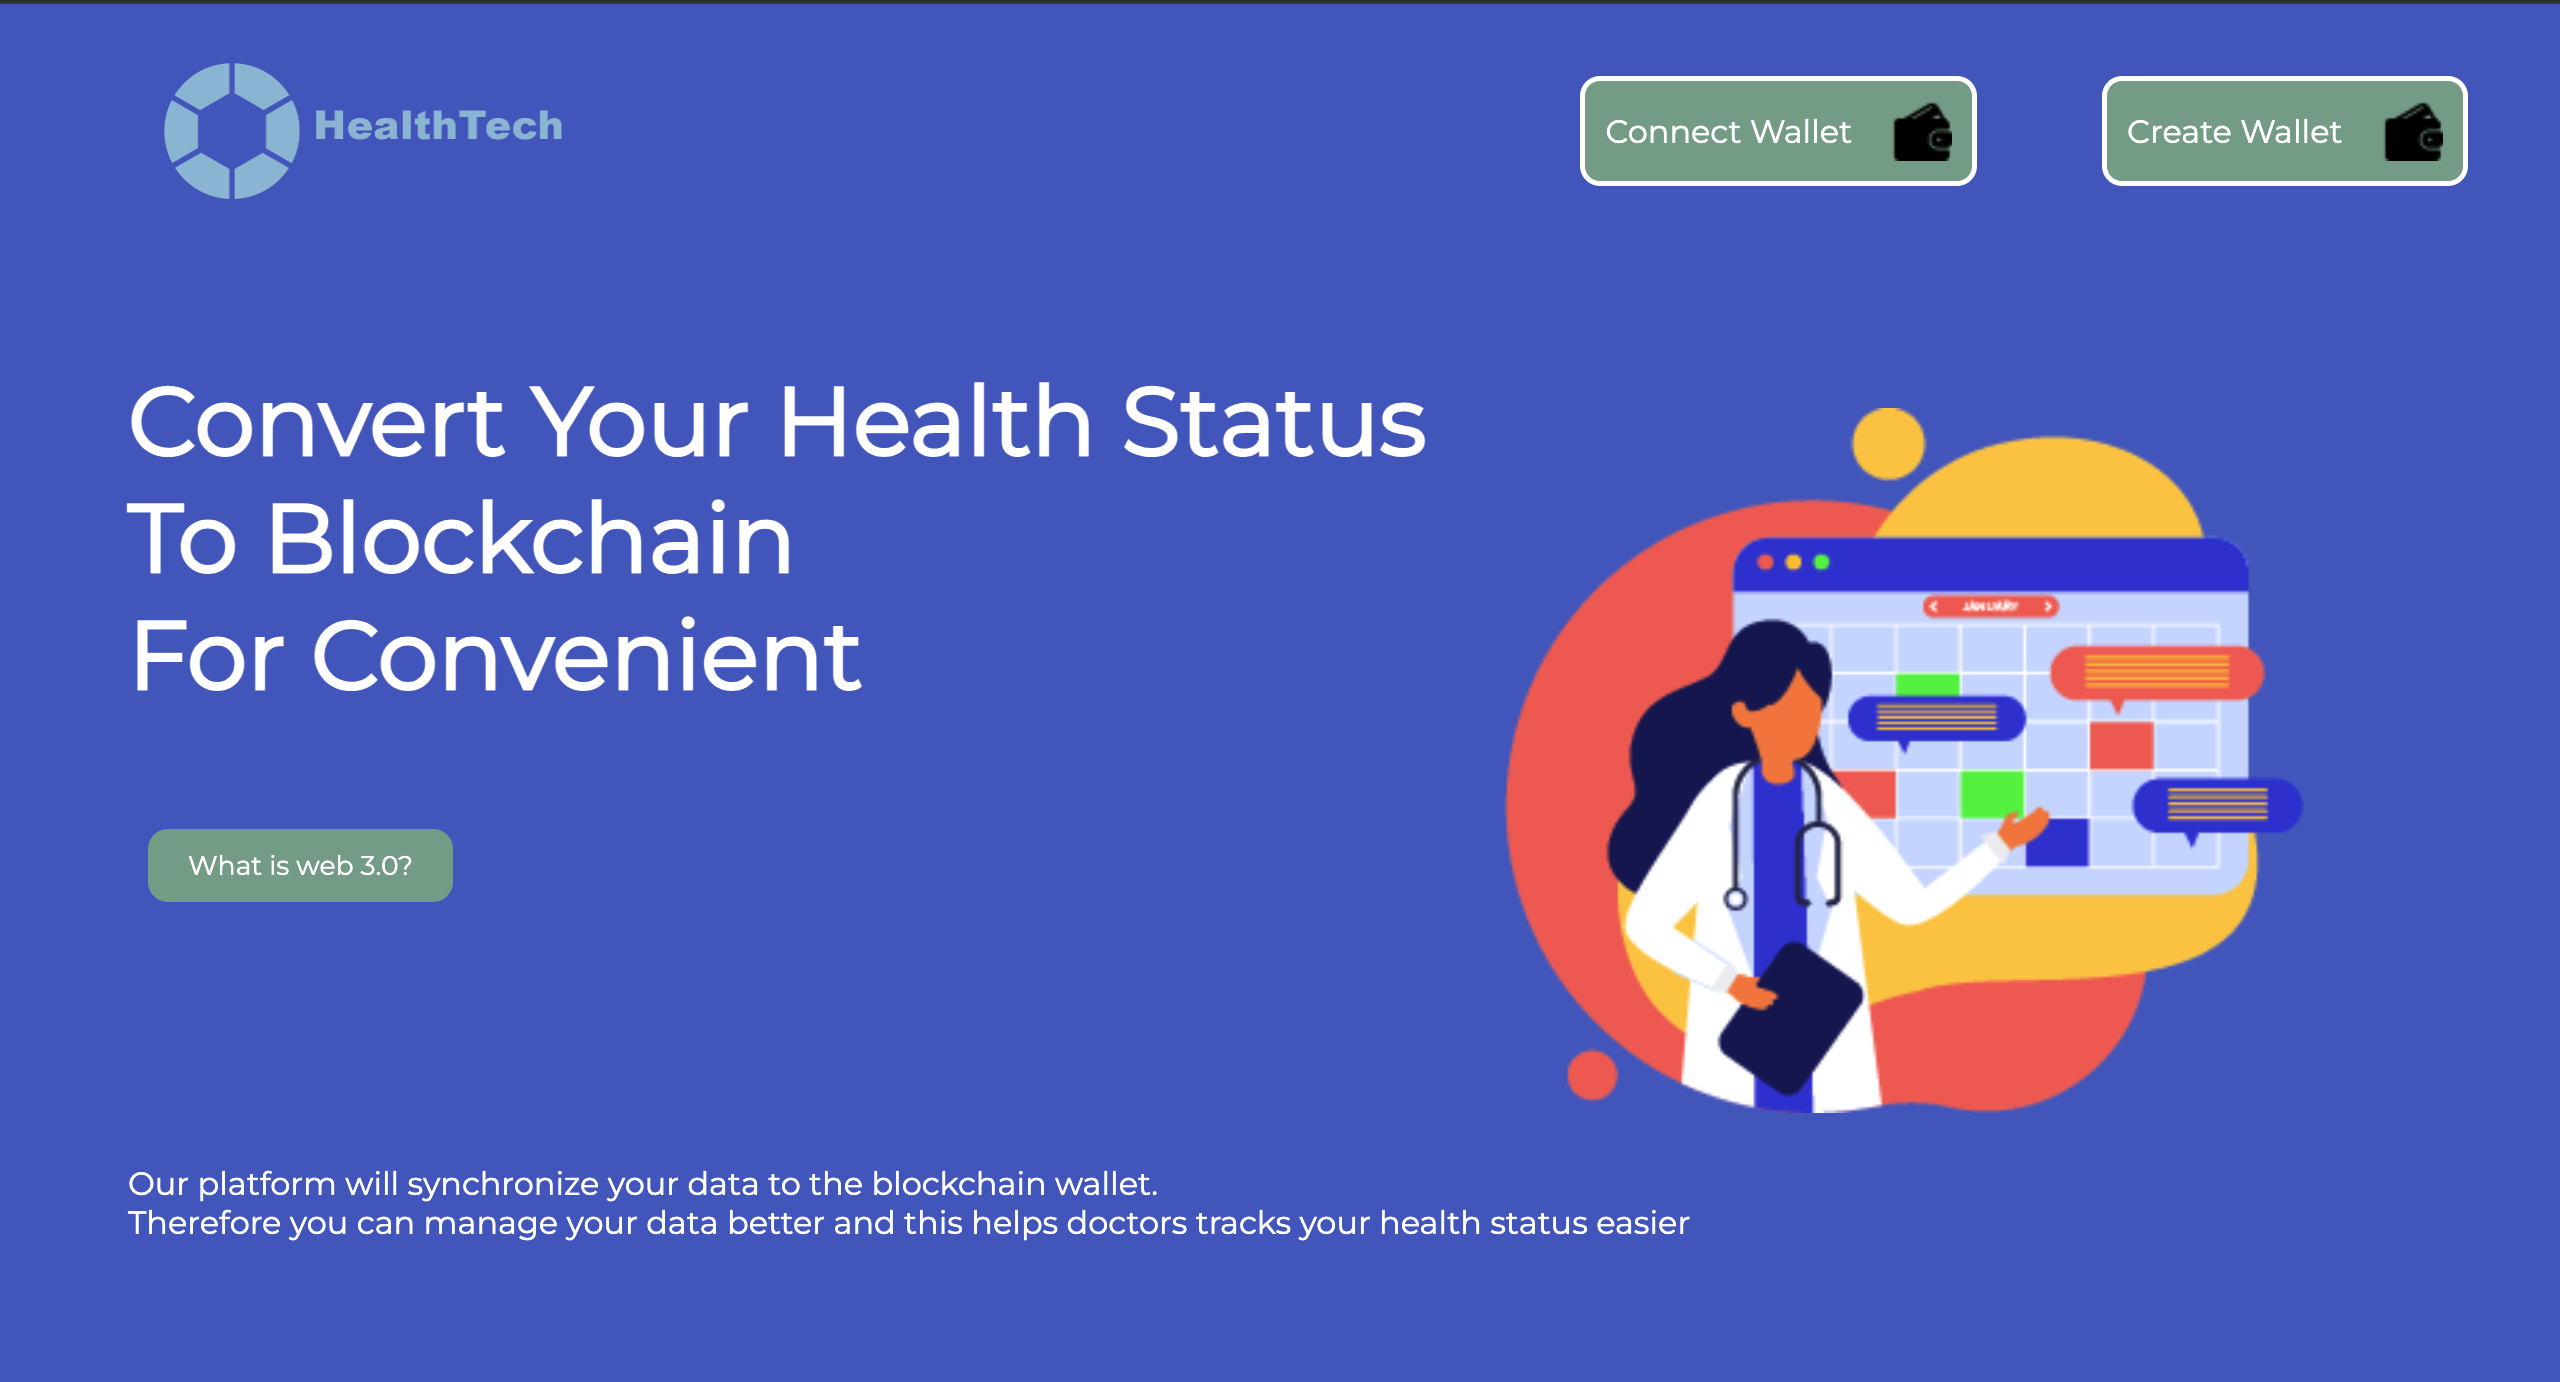 HealthTech
Connect Wallet
Create Wallet
Convert Your Health Status
To Blockchain
For Convenient
JANUARY
What is web 3.0?
Our platform will synchronize your data to the blockchain wallet.
Therefore you can manage your data better and this helps doctors tracks your health status easier